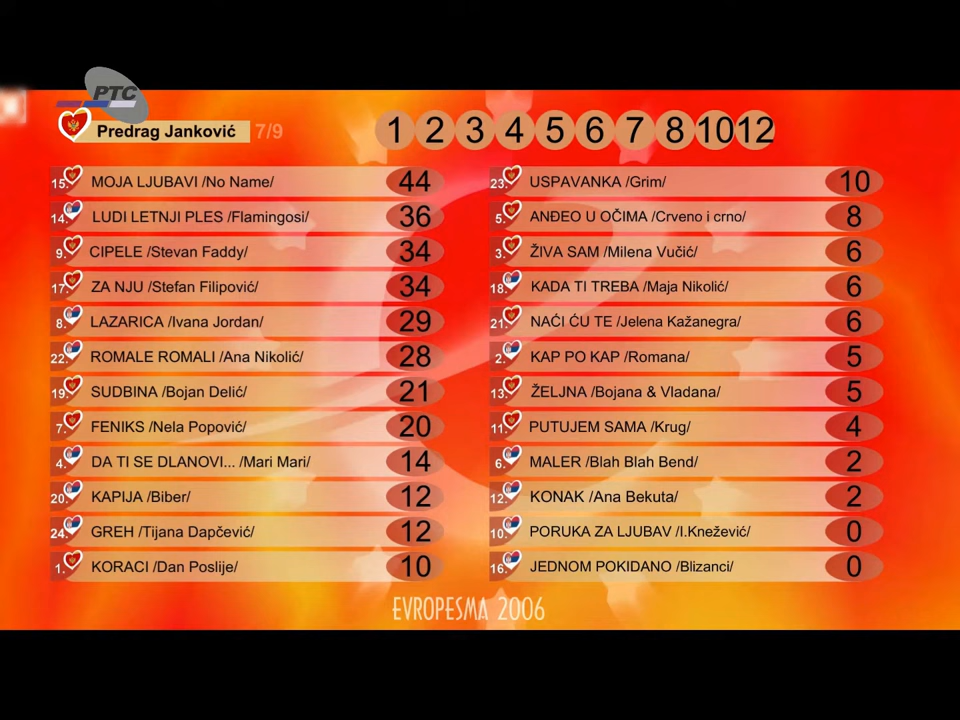 РТС
Predrag Janković 7/9
1 2 3 4 5 6 7 8 10 12
15. MOJA LJUBAVI /No Name/ 44
14. LUDI LETNJI PLES /Flamingosi/ 36
9. CIPELE /Stevan Faddy/ 34
17. ZA NJU /Stefan Filipović/ 34
8. LAZARICA /Ivana Jordan/ 29
22. ROMALE ROMALI /Ana Nikolić/ 28
19. SUDBINA /Bojan Delić/ 21
7. FENIKS /Nela Popović/ 20
4. DA TI SE DLANOVI... /Mari Mari/ 14
20. KAPIJA /Biber/ 12
24. GREH /Tijana Dapčević/ 12
1. KORACI /Dan Poslije/ 10
23. USPAVANKA /Grim/ 10
5. ANĐEO U OČIMA /Crveno i crno/ 8
3. ŽIVA SAM /Milena Vučić/ 6
18. KADA TI TREBA /Maja Nikolić/ 6
21. NAĆI ĆU TE /Jelena Kažanegra/ 6
2. KAP PO KAP /Romana/ 5
13. ŽELJNA /Bojana & Vladana/ 5
11. PUTUJEM SAMA /Krug/ 4
6. MALER /Blah Blah Bend/ 2
12. KONAK /Ana Bekuta/ 2
10. PORUKA ZA LJUBAV /I.Knežević/ 0
16. JEDNOM POKIDANO /Blizanci/ 0
EVROPESMA 2006